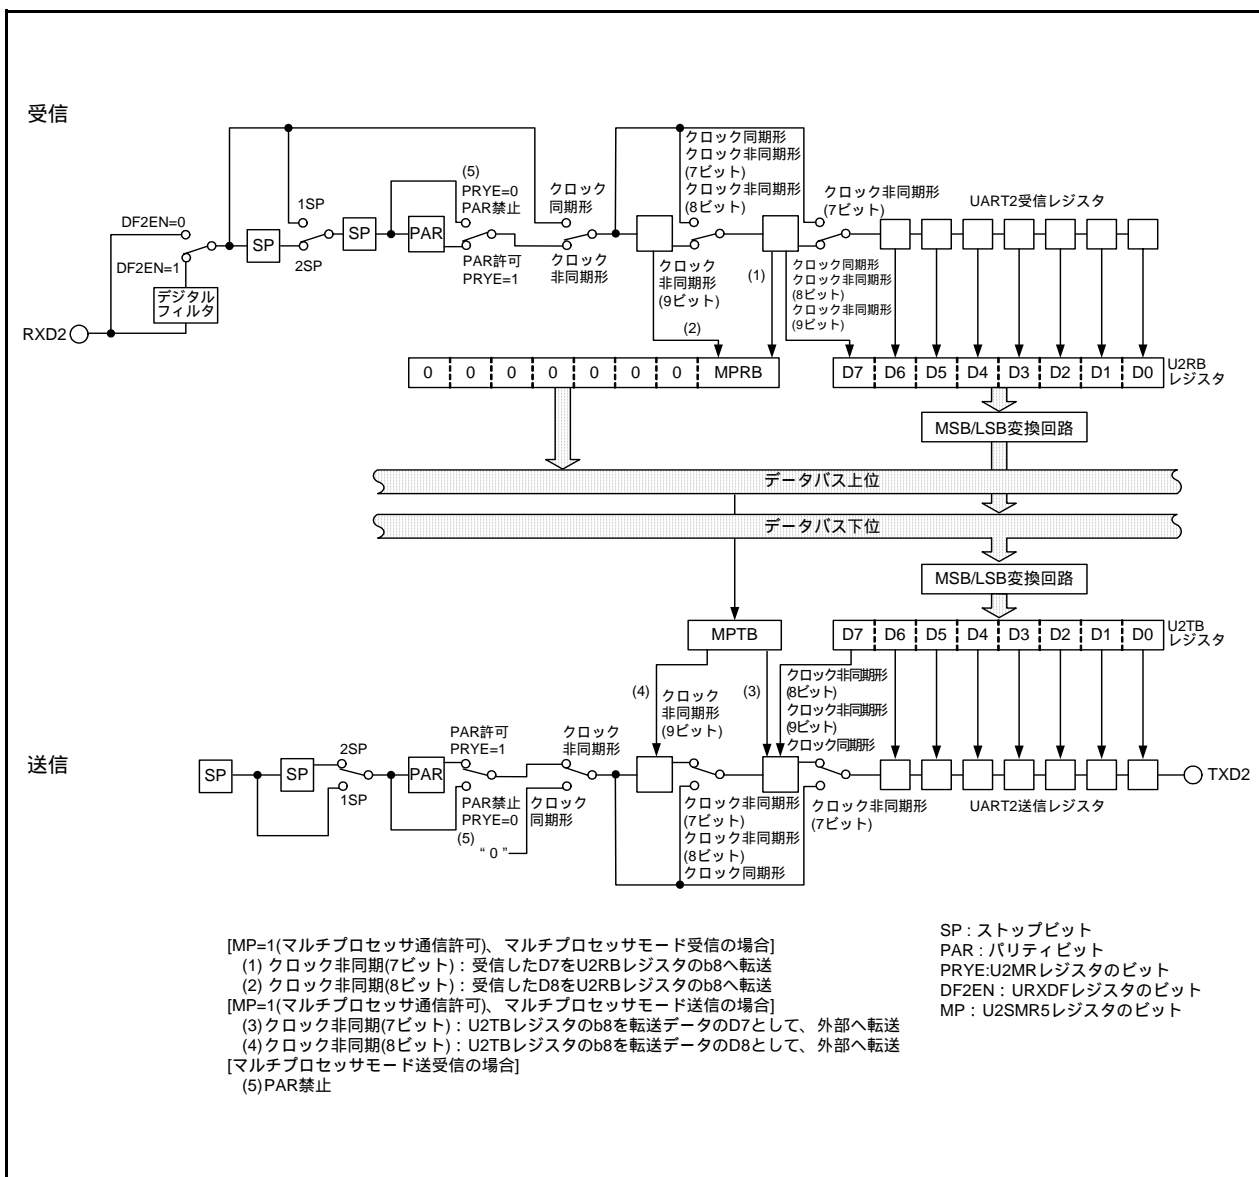 受信
1SP
DF2EN=0
SP
2SP
SP
DF2EN=1
デジタル
フィルタ
RXD2
(5)
PRYE=0
PAR禁止
PAR
PAR許可
PRYE=1
クロック
同期形
クロック
非同期形
クロック同期形
クロック非同期形
(7ビット)
クロック非同期形
(8ビット)
クロック
非同期形
(9ビット)
(2)
(1)
クロック非同期形
(7ビット)
クロック同期形
クロック非同期形
(8ビット)
クロック非同期形
(9ビット)
UART2受信レジスタ
0 0 0 0 0 0 0 MPRB
D7 D6 D5 D4 D3 D2 D1 D0
U2RB
レジスタ
MSB/LSB変換回路
データバス上位
データバス下位
MSB/LSB変換回路
MPTB
D7 D6 D5 D4 D3 D2 D1 D0
U2TB
レジスタ
送信
SP
SP
2SP
1SP
PAR
PAR許可
PRYE=1
PAR禁止
PRYE=0
(5)
“ 0 ”
クロック
非同期形
クロック
同期形
(4)
クロック
非同期形
(9ビット)
(3)
クロック非同期形
(8ビット)
クロック非同期形
(9ビット)
クロック同期形
クロック非同期形
(7ビット)
クロック非同期形
(8ビット)
クロック同期形
クロック非同期形
(7ビット)
UART2送信レジスタ
TXD2
[MP=1(マルチプロセッサ通信許可)、マルチプロセッサモード受信の場合]
(1) クロック非同期(7ビット) : 受信したD7をU2RBレジスタのb8へ転送
(2) クロック非同期(8ビット) : 受信したD8をU2RBレジスタのb8へ転送
[MP=1(マルチプロセッサ通信許可)、マルチプロセッサモード送信の場合]
(3)クロック非同期(7ビット) : U2TBレジスタのb8を転送データのD7として、外部へ転送
(4)クロック非同期(8ビット) : U2TBレジスタのb8を転送データのD8として、外部へ転送
[マルチプロセッサモード送受信の場合]
(5)PAR禁止
SP : ストップビット
PAR : パリティビット
PRYE:U2MRレジスタのビット
DF2EN : URXDFレジスタのビット
MP : U2SMR5レジスタのビット